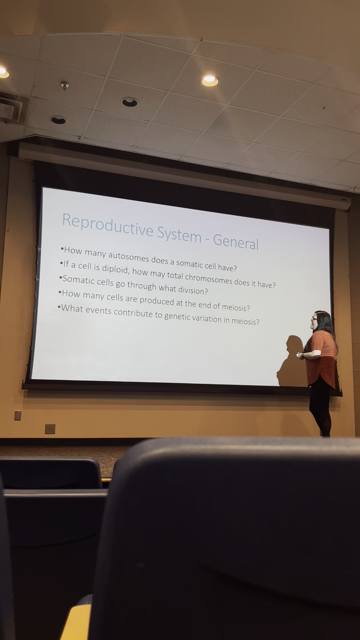 Reproductive System - General
•How many autosomes does a somatic cell have?
•If a cell is diploid, how may total chromosomes does it have?
•Somatic cells go through what division?
•How many cells are produced at the end of meiosis?
•What events contribute to genetic variation in meiosis?